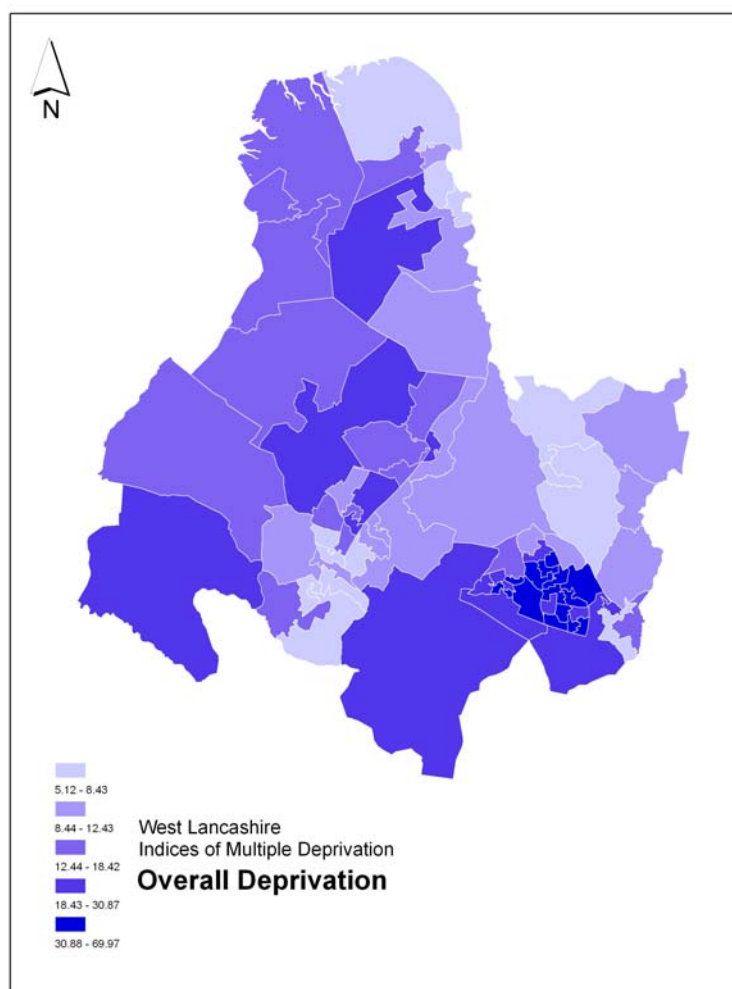 N
5.12 - 8.43
8.44 - 12.43
12.44 - 18.42
18.43 - 30.87
30.88 - 69.97
West Lancashire
Indices of Multiple Deprivation
Overall Deprivation